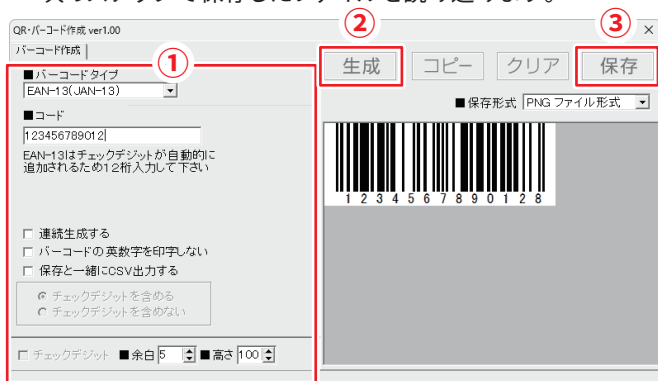 QR･バーコード作成 ver1.00
バーコード作成
①
②
③
×
■バーコードタイプ
EAN-13(JAN-13)
■コード
123456789012
EAN-13はチェックデジットが自動的に
追加されるため12桁入力して下さい
□ 連続生成する
□ バーコードの英数字を印字しない
□ 保存と一緒にCSV出力する
チェックデジットを含める
チェックデジットを含めない
□ チェックデジット ■余白 5 ■高さ 100
生成 コピー クリア 保存
■保存形式 PNG ファイル形式
1 2 3 4 5 6 7 8 9 0 1 2 8